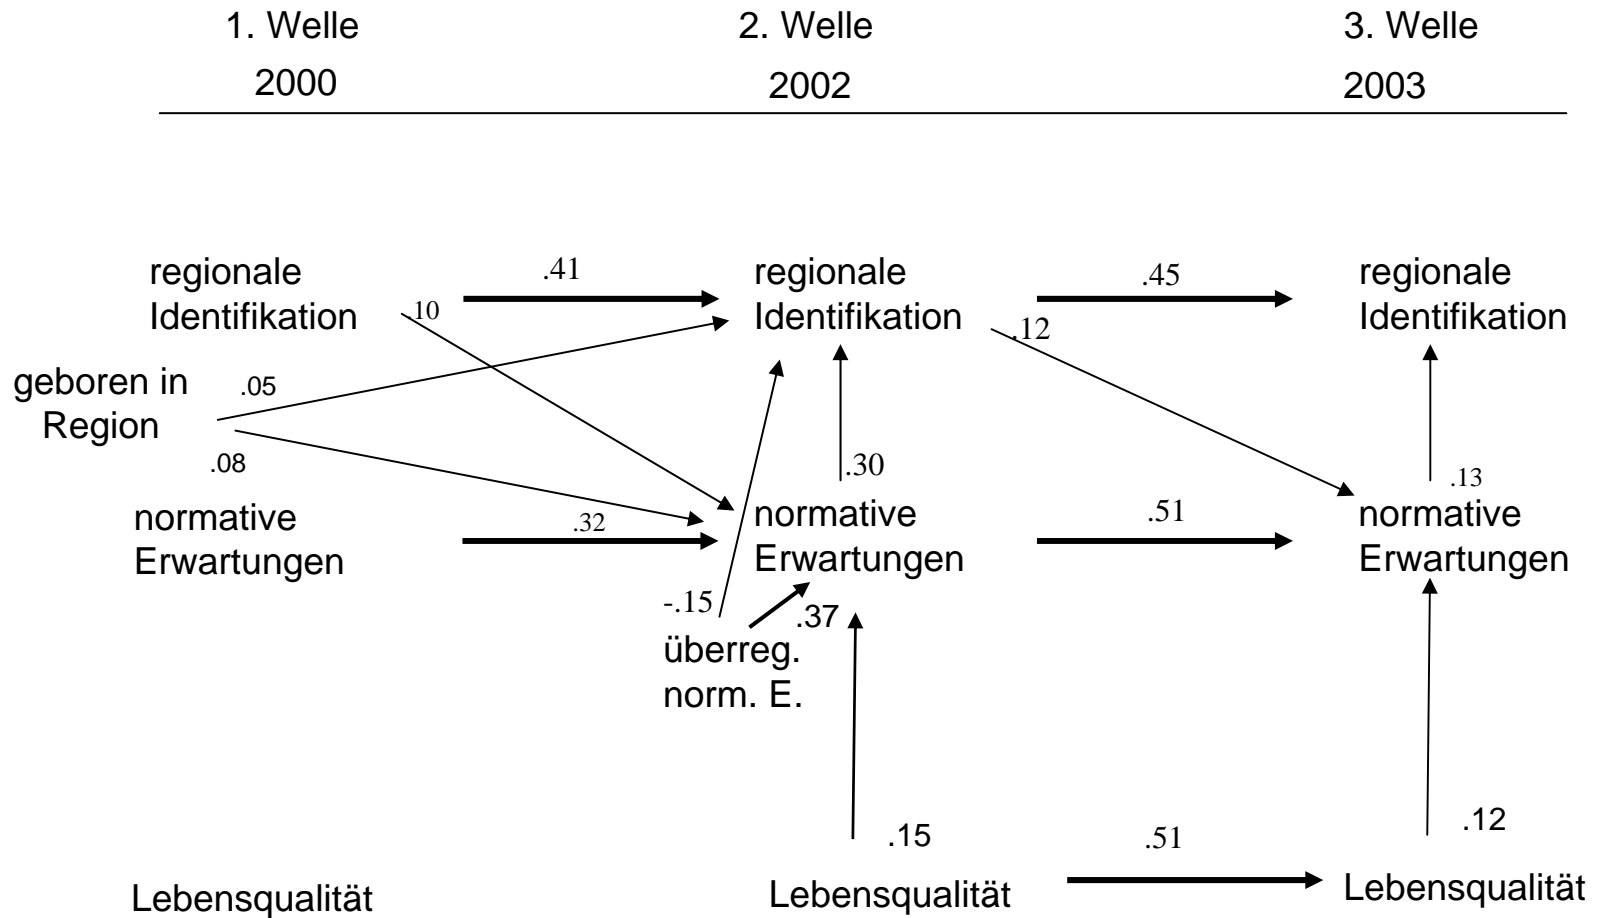 1. Welle 2. Welle 3. Welle
2000 2002 2003
regionale .41 regionale .45 regionale
Identifikation .10 Identifikation .12 Identifikation
geboren in .05
Region
.08 .30 .13
normative .32 normative .51 normative
Erwartungen Erwartungen Erwartungen
-.15 .37
überreg.
norm. E.
.15 .51 .12
Lebensqualität Lebensqualität Lebensqualität